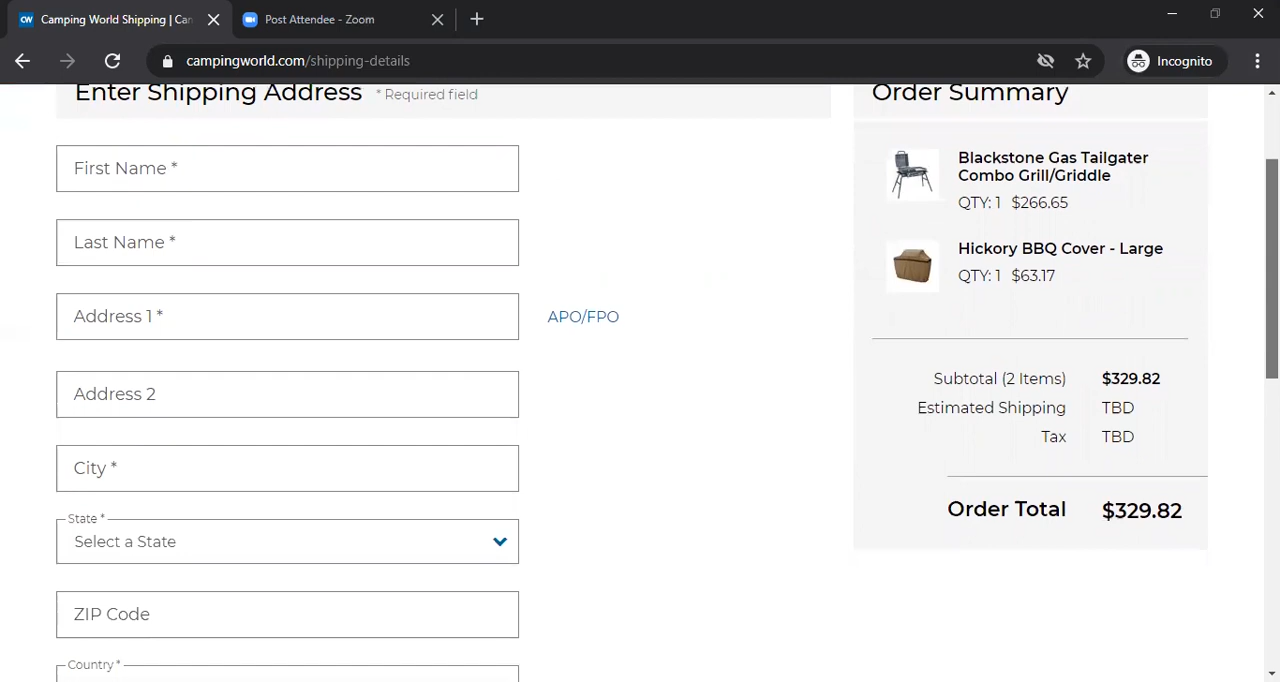 Camping World Shipping | Can
Post Attendee - Zoom
campingworld.com/shipping-details
Incognito
Enter Shipping Address
* Required field
First Name *
Last Name *
Address 1 *
APO/FPO
Address 2
City *
State *
Select a State
ZIP Code
Country *
Order Summary
Blackstone Gas Tailgater
Combo Grill/Griddle
QTY: 1 $266.65
Hickory BBQ Cover - Large
QTY: 1 $63.17
Subtotal (2 Items) $329.82
Estimated Shipping TBD
Tax TBD
Order Total $329.82